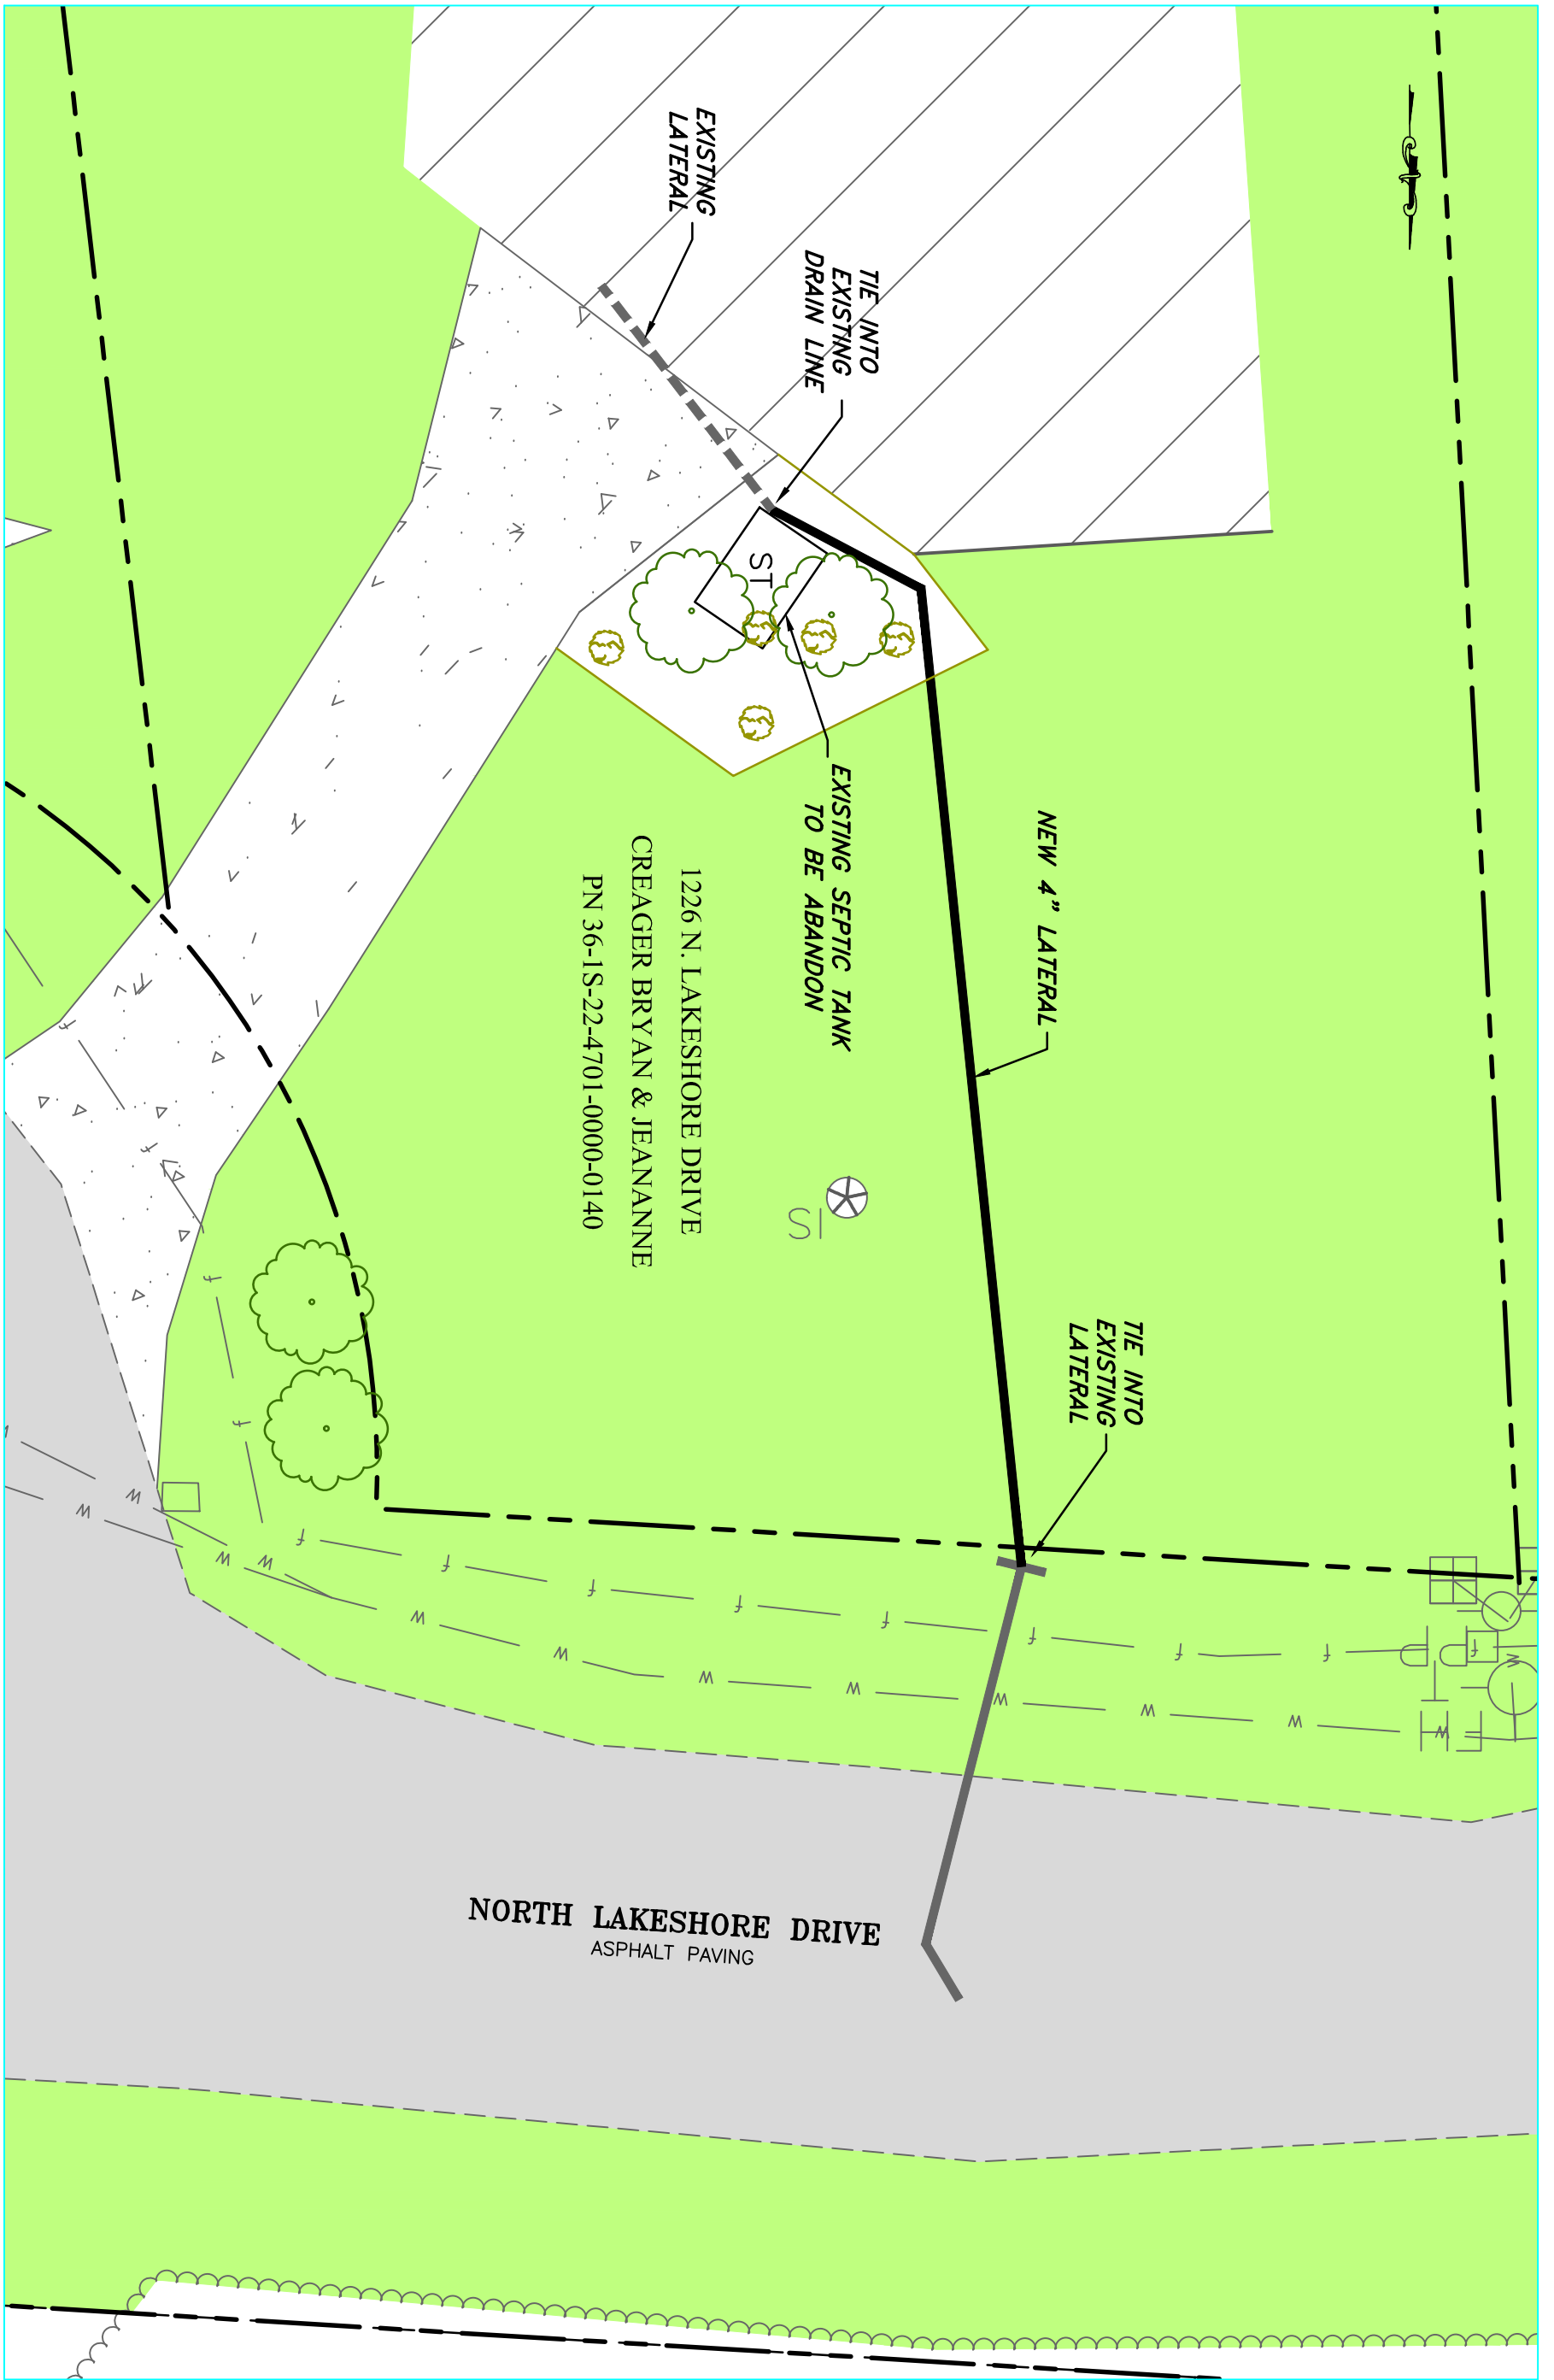 EXISTING
LATERAL
TIE INTO
EXISTING
DRAIN LINE
ST
EXISTING SEPTIC TANK
TO BE ABANDON
NEW 4" LATERAL
1226 N. LAKESHORE DRIVE
CREAGER BRYAN & JEANANNE
PN 36-1S-22-4701-0000-0140
SI
TIE INTO
EXISTING
LATERAL
f
f
f
f
f
f
f
f
f
f
f
f
f
W
W
W
W
W
W
W
W
W
W
W
W
NORTH LAKESHORE DRIVE
ASPHALT PAVING